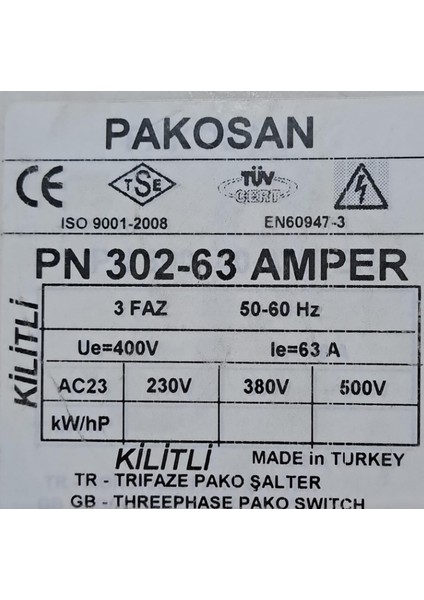 PAKOSAN
CE TSE TÜV CERT
ISO 9001-2008 EN60947-3
PN 302-63 AMPER
KİLİTLİ
3 FAZ 50-60 Hz
Ue=400V Ie=63 A
AC23 230V 380V 500V
kW/hP
KİLİTLİ MADE in TURKEY
TR - TRIFAZE PAKO ŞALTER
GB - THREEPHASE PAKO SWITCH